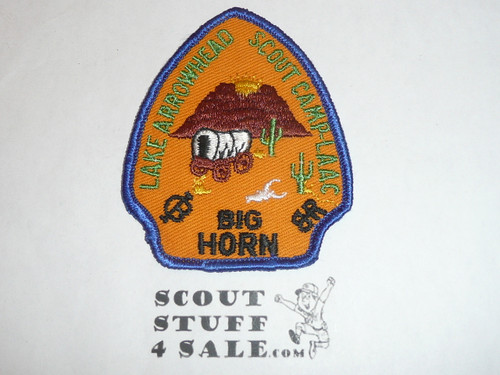 LAKE ARROWHEAD SCOUT CAMP-LAAC
BIG
HORN
SCOUT
STUFF
4 SALE.COM